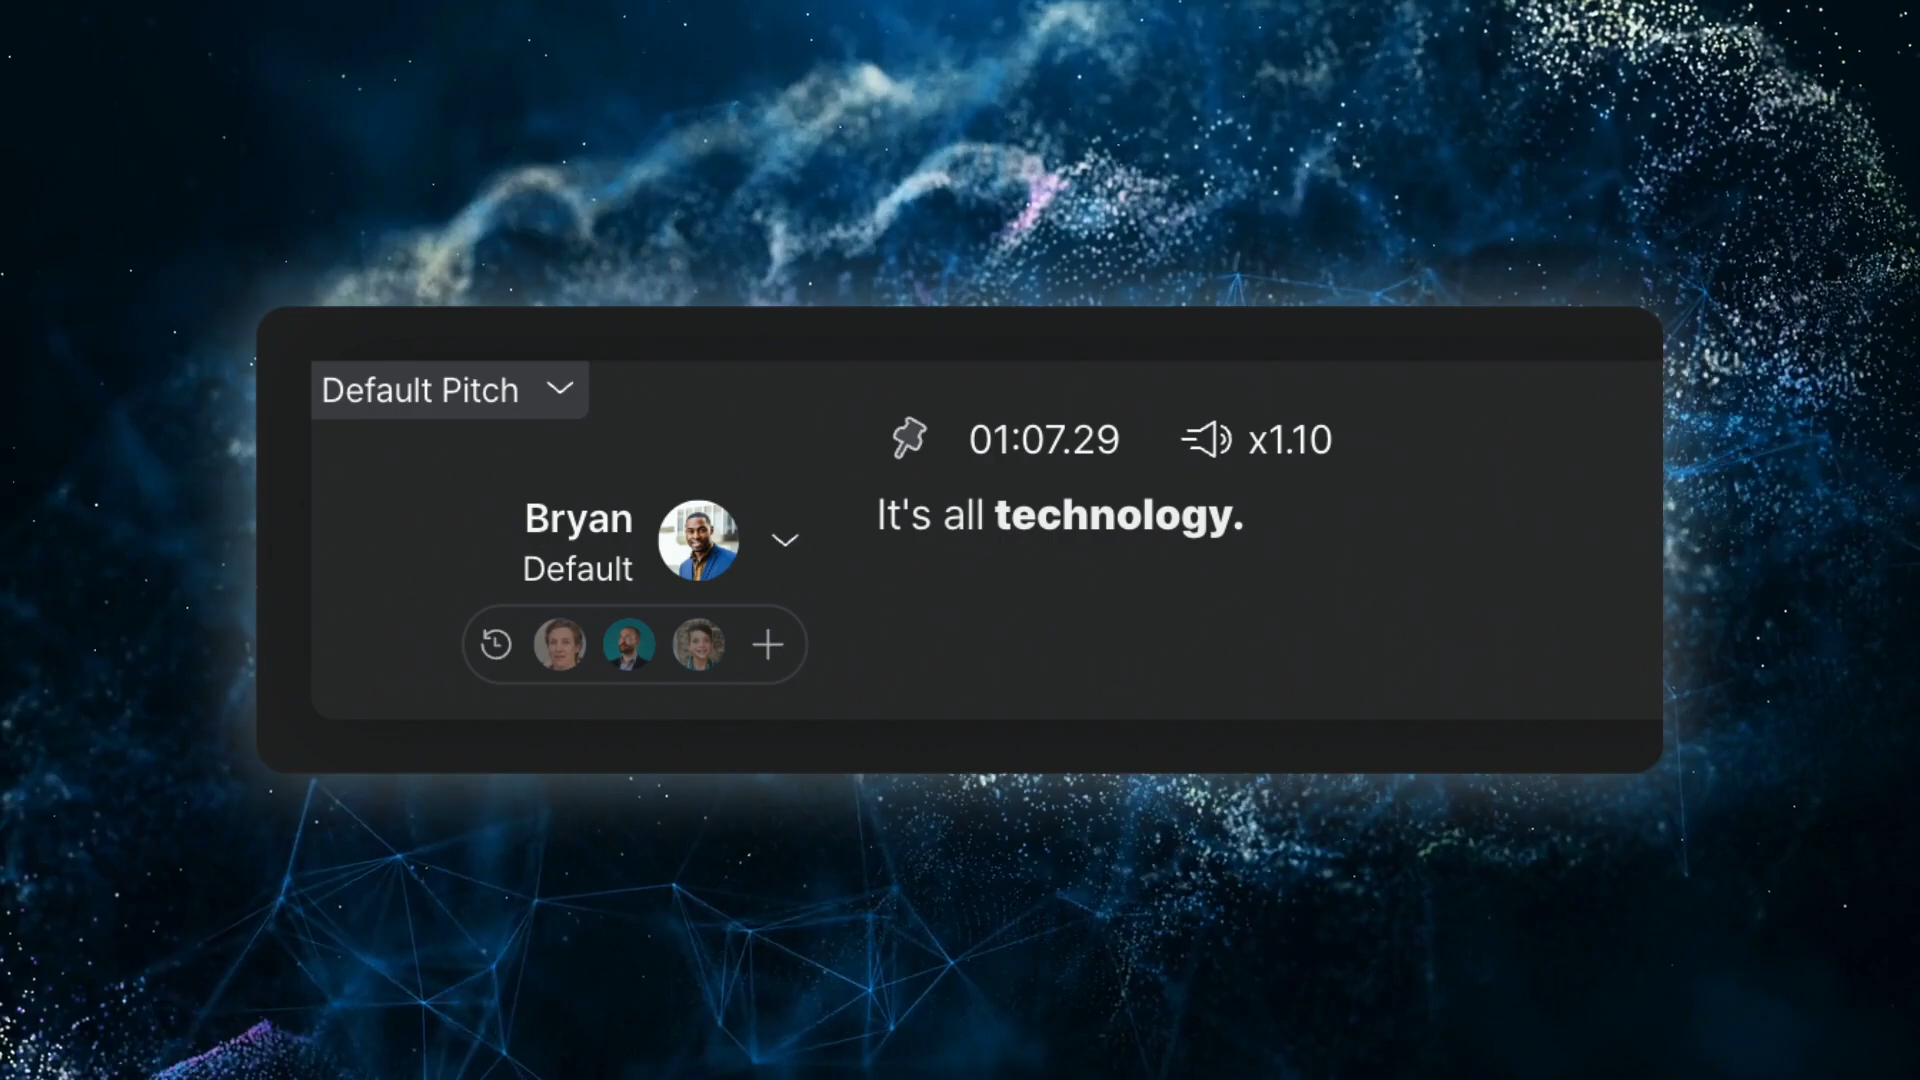 Default Pitch
01:07.29 x1.10
Bryan
Default
It's all technology.